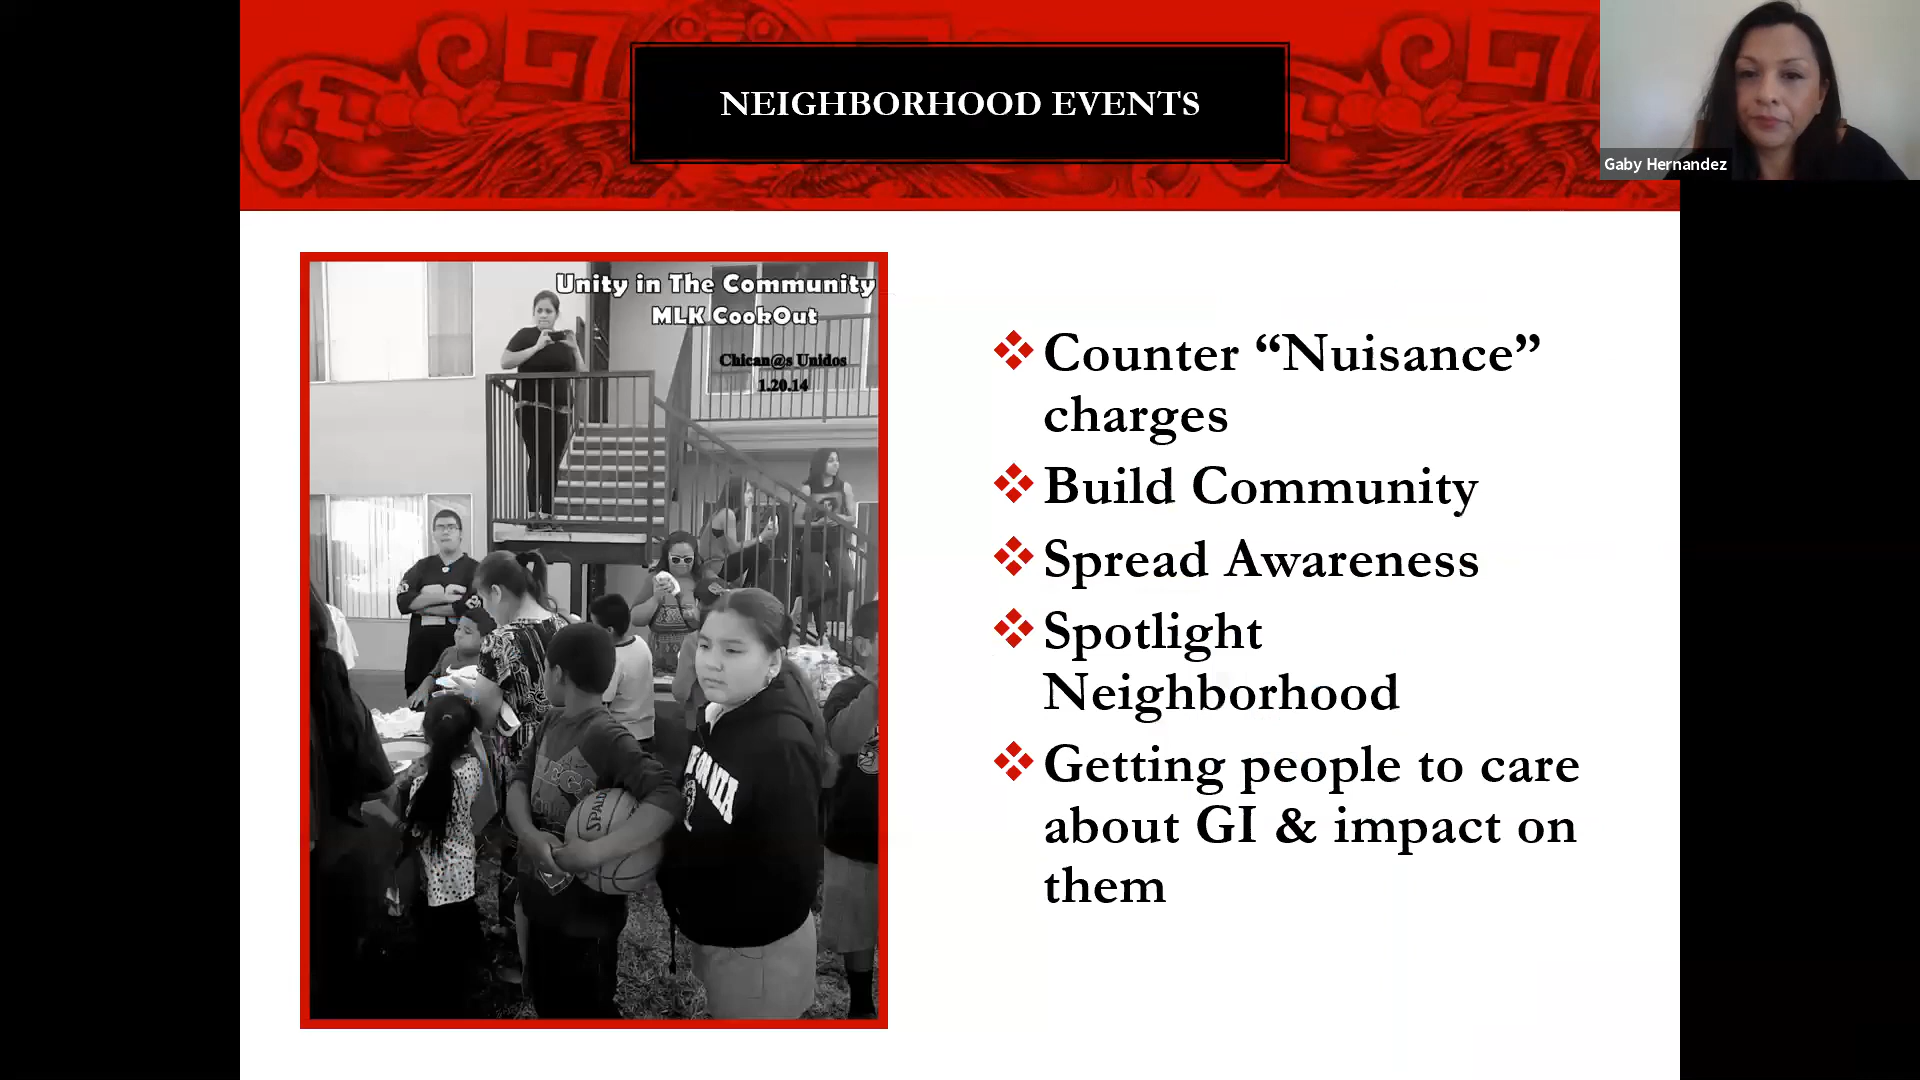 NEIGHBORHOOD EVENTS
Gaby Hernandez
Unity in The Community
MLK CookOut
Chican@s Unidos
1.20.14
SPALD
Counter “Nuisance”
charges
Build Community
Spread Awareness
Spotlight
Neighborhood
Getting people to care
about GI & impact on
them